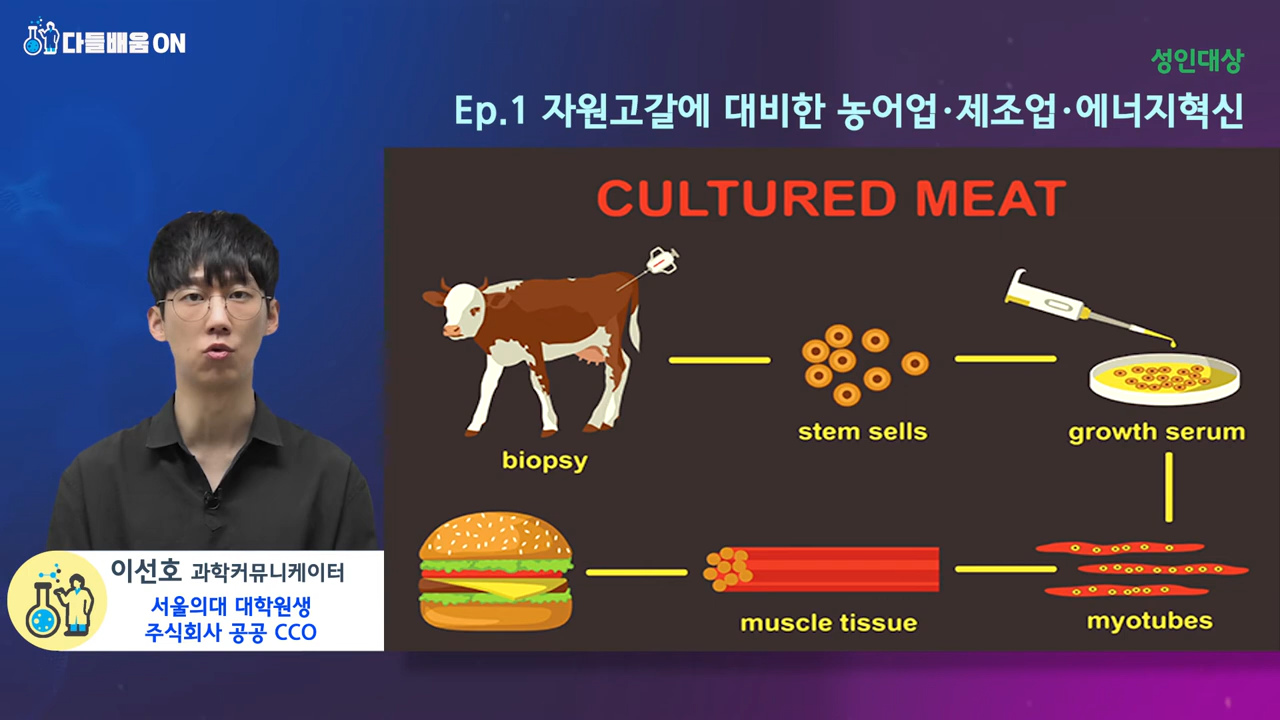 다들배움 ON
성인대상
Ep.1 자원고갈에 대비한 농어업·제조업·에너지혁신
CULTURED MEAT
biopsy
stem sells
growth serum
muscle tissue
myotubes
이선호 과학커뮤니케이터
서울의대 대학원생
주식회사 공공 CCO